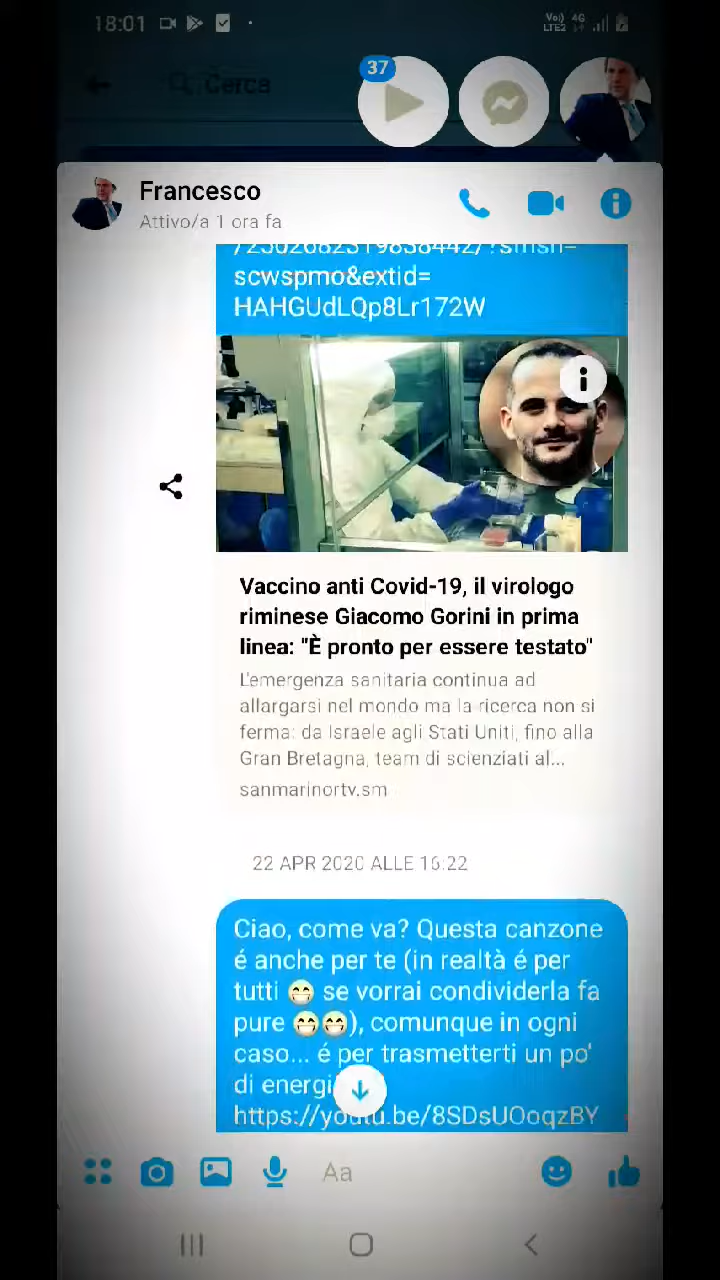 18:01
Vo)) 4G
LTE2
Cerca
37
Francesco
Attivo/a 1 ora fa
scwspmo&extid=
HAHGUdLQp8Lr172W
Vaccino anti Covid-19, il virologo
riminese Giacomo Gorini in prima
linea: "È pronto per essere testato"
L'emergenza sanitaria continua ad
allargarsi nel mondo ma la ricerca non si
ferma: da Israele agli Stati Uniti, fino alla
Gran Bretagna, team di scienziati al...
sanmarinortv.sm
22 APR 2020 ALLE 16:22
Ciao, come va? Questa canzone
é anche per te (in realtà é per
tutti 😁 se vorrai condividerla fa
pure 😁😁), comunque in ogni
caso... é per trasmetterti un po'
di energi
https://youtu.be/8SDsUOoqzBY
Aa